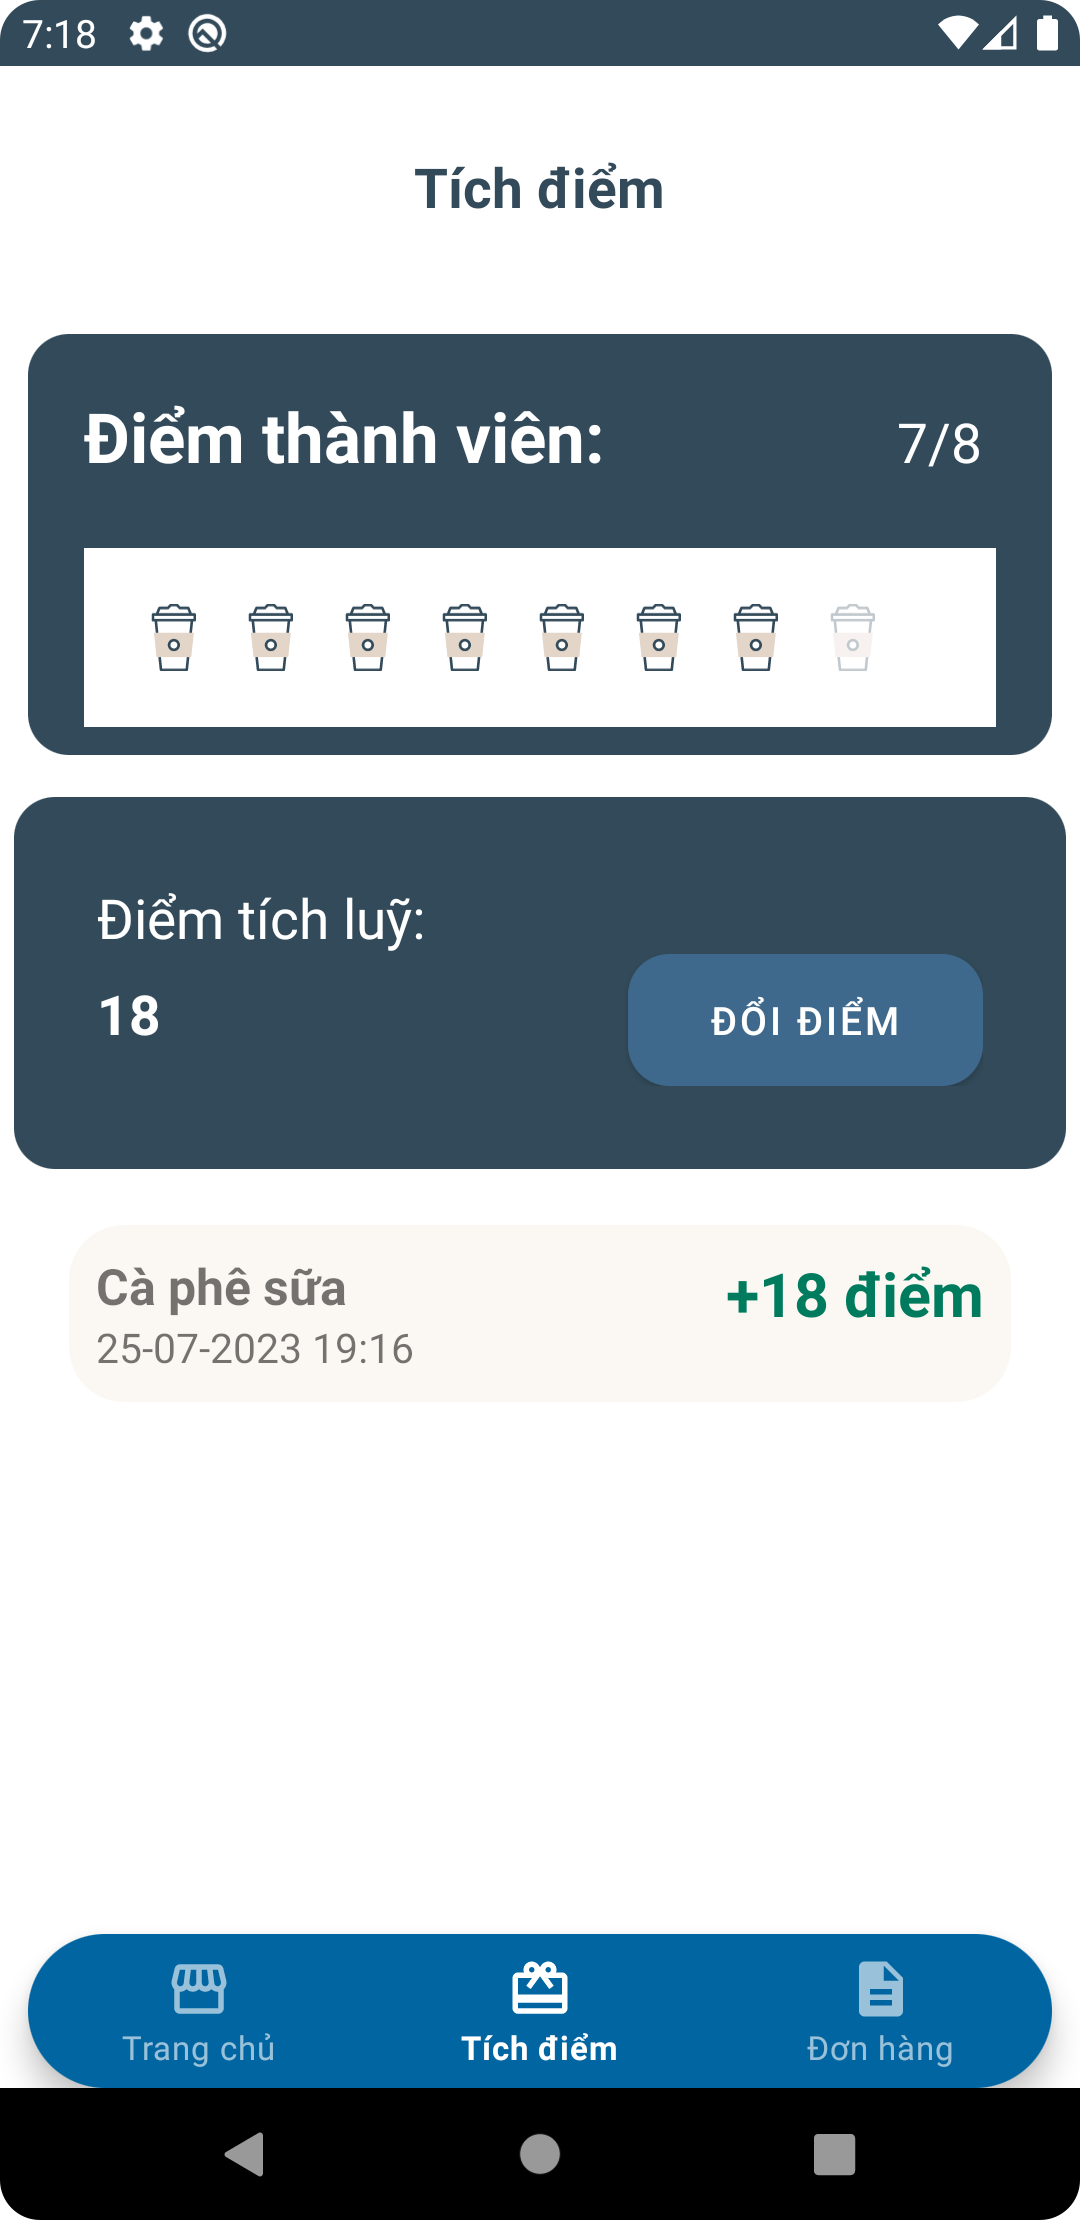 7:18
Tích điểm
Điểm thành viên:
7/8
Điểm tích luỹ:
18
ĐỔI ĐIỂM
Cà phê sữa
+18 điểm
25-07-2023 19:16
Trang chủ
Tích điểm
Đơn hàng